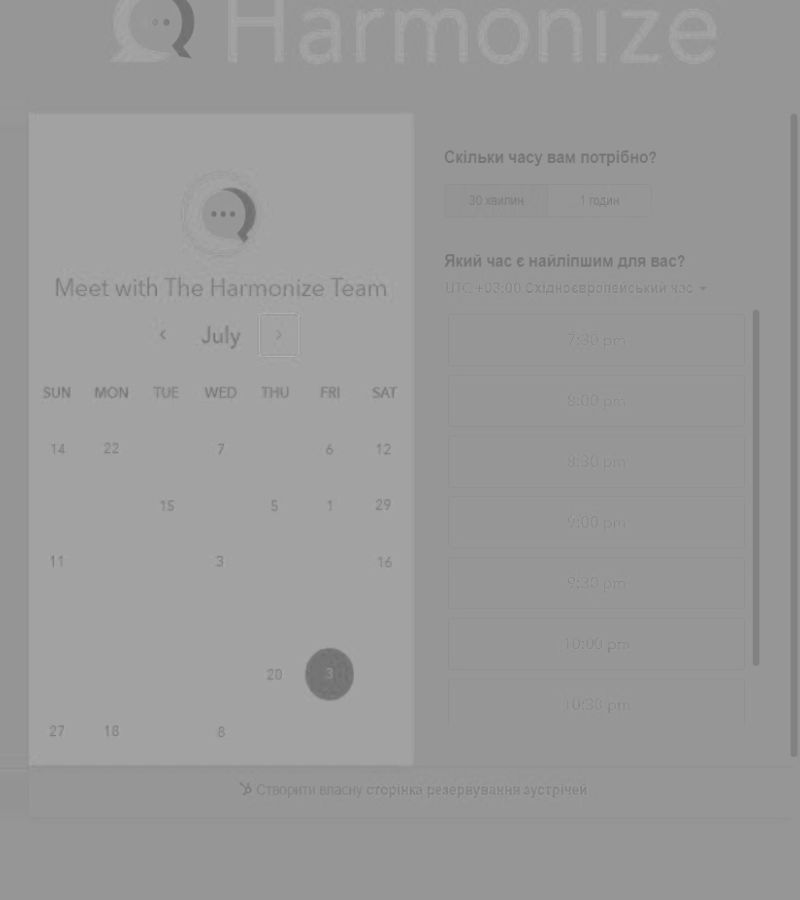 Harmonize
Meet with The Harmonize Team
July
SUN MON TUE WED THU FRI SAT
14 22 7 6 12
15 5 1 29
11 3 16
20 3
27 18 8
Скільки часу вам потрібно?
30 хвилин 1 годин
Який час є найліпшим для вас?
UTC +03:00 Східноєвропейський час
7:30 pm
8:00 pm
8:30 pm
9:00 pm
9:30 pm
10:00 pm
10:30 pm
Створити власну сторінка резервування зустрічей